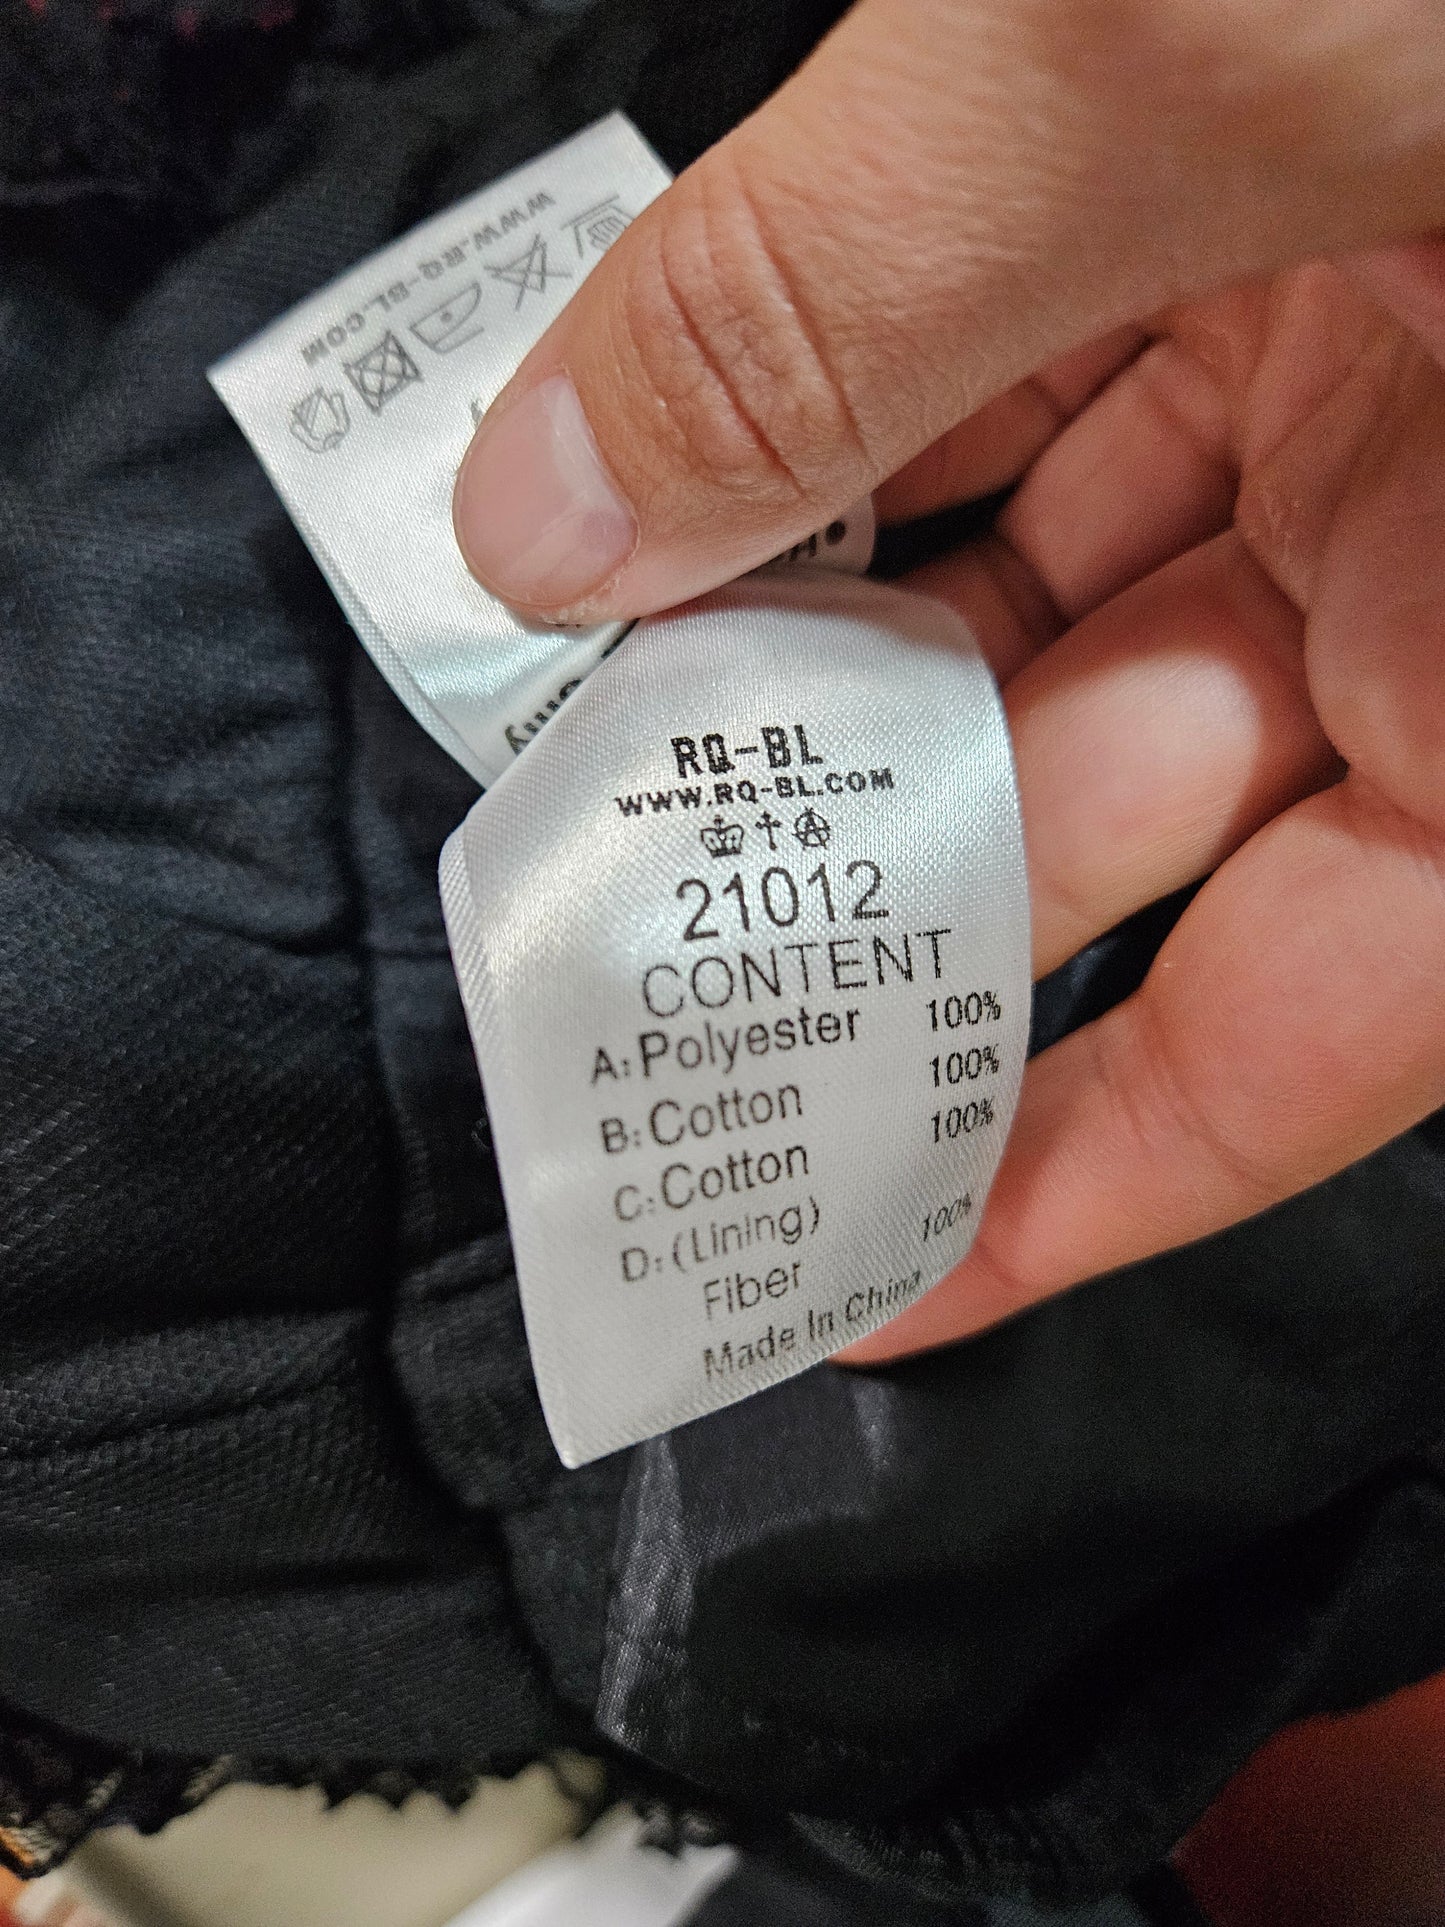 WWW.RQ-BL.COM
RQ-BL
WWW.RQ-BL.COM
21012
CONTENT
A:Polyester 100%
B:Cotton 100%
C:Cotton 100%
D:(Lining) 100%
Fiber
Made In China